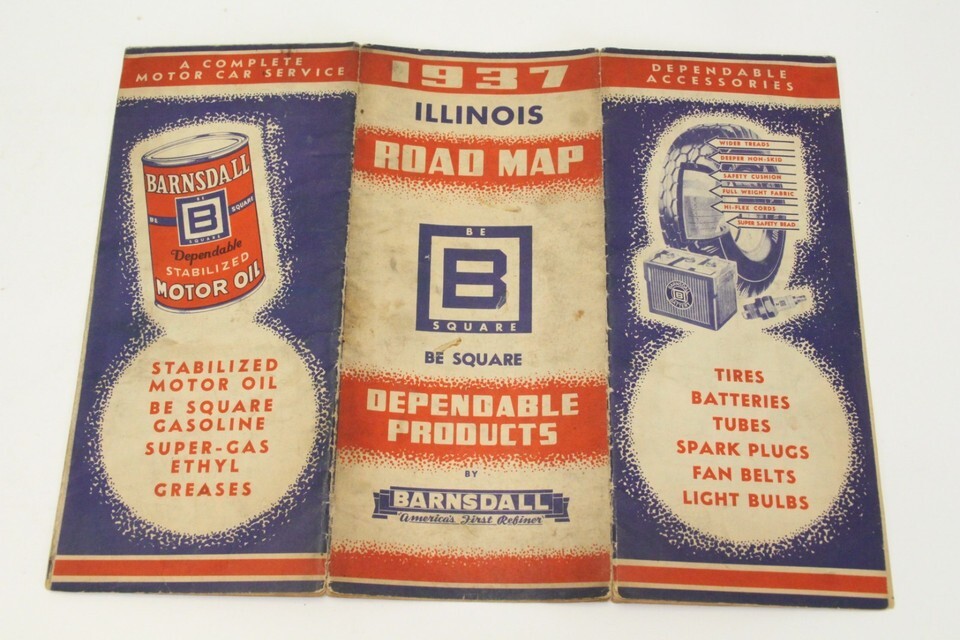 A COMPLETE
MOTOR CAR SERVICE
BARNSDALL
BE
SQUARE
B
BE SQUARE
Dependable
STABILIZED
MOTOR OIL
STABILIZED
MOTOR OIL
BE SQUARE
GASOLINE
SUPER-GAS
ETHYL
GREASES
1937
ILLINOIS
ROAD MAP
BE
B
SQUARE
BE SQUARE
DEPENDABLE
PRODUCTS
BY
BARNSDALL
"America's First Refiner"
DEPENDABLE
ACCESSORIES
WIDER TREADS
DEEPER NON-SKID
SAFETY CUSHION
FULL WEIGHT FABRIC
HI-FLEX CORDS
SUPER SAFETY BEAD
B
TIRES
BATTERIES
TUBES
SPARK PLUGS
FAN BELTS
LIGHT BULBS